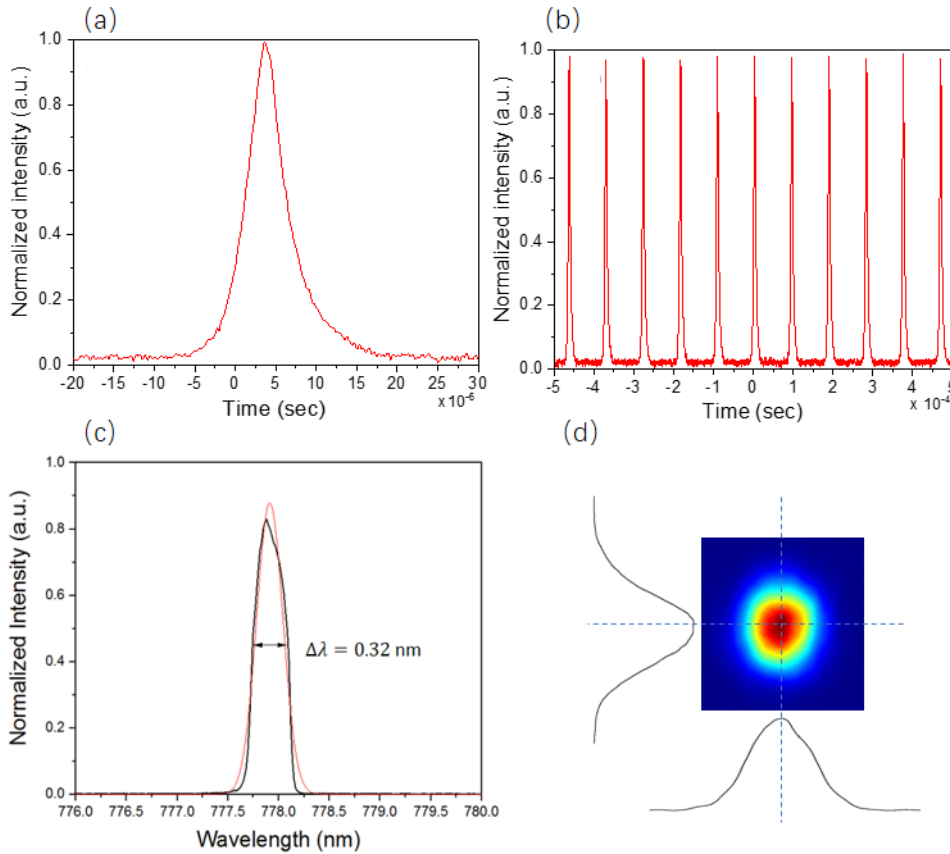 (a)
Normalized intensity (a.u.)
1.0
0.8
0.6
0.4
0.2
0.0
-20 -15 -10 -5 0 5 10 15 20 25 30
x 10⁻⁶
Time (sec)
(b)
Normalized intensity (a.u.)
1.0
0.8
0.6
0.4
0.2
0.0
-5 -4 -3 -2 -1 0 1 2 3 4 5
x 10⁻⁴
Time (sec)
(c)
Normalized Intensity (a.u.)
1.0
0.8
0.6
0.4
0.2
0.0
776.0 776.5 777.0 777.5 778.0 778.5 779.0 779.5 780.0
Δλ = 0.32 nm
Wavelength (nm)
(d)